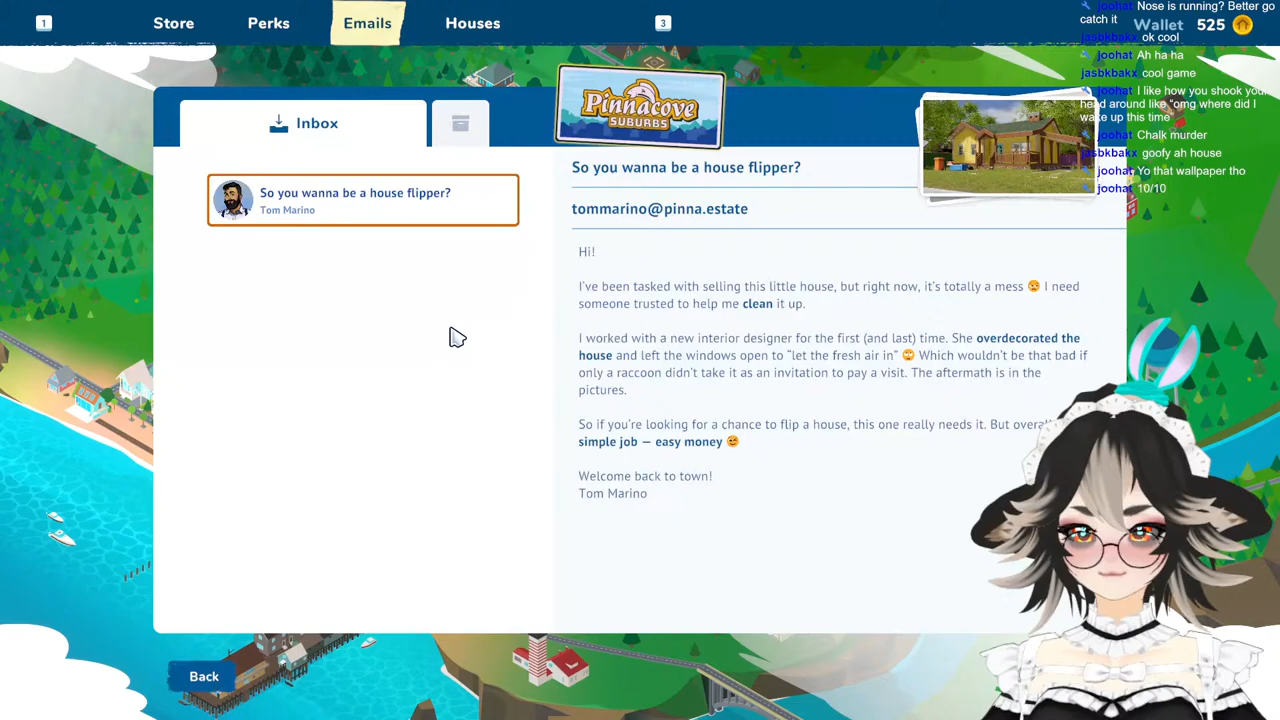 1
Store
Perks
Emails
Houses
3
Wallet 525
joohat Nose is running? Better go
catch it
jasbkbakx ok cool
joohat Ah ha ha
jasbkbakx cool game
joohat I like how you shook your
head around like "omg where did I
wake up this time
joohat Chalk murder
jasbkbakx goofy ah house
joohat Yo that wallpaper tho
joohat 10/10
Inbox
Pinnacove
SUBURBS
So you wanna be a house flipper?
Tom Marino
So you wanna be a house flipper?
tommarino@pinna.estate
Hi!
I've been tasked with selling this little house, but right now, it's totally a mess 😟 I need
someone trusted to help me clean it up.
I worked with a new interior designer for the first (and last) time. She overdecorated the
house and left the windows open to "let the fresh air in" 🙄 Which wouldn't be that bad if
only a raccoon didn't take it as an invitation to pay a visit. The aftermath is in the
pictures.
So if you're looking for a chance to flip a house, this one really needs it. But overall
simple job — easy money 😊
Welcome back to town!
Tom Marino
Back